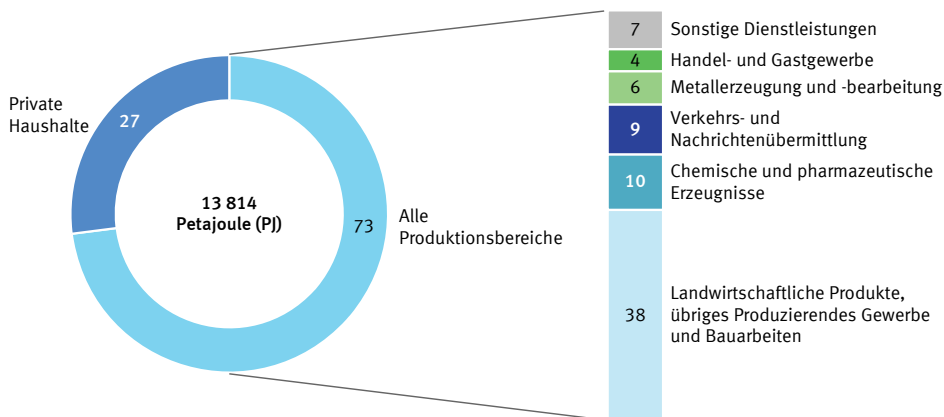 Private
Haushalte
27
13 814
Petajoule (PJ)
73
Alle
Produktionsbereiche
7
Sonstige Dienstleistungen
4
Handel- und Gastgewerbe
6
Metallerzeugung und -bearbeitung
9
Verkehrs- und
Nachrichtenübermittlung
10
Chemische und pharmazeutische
Erzeugnisse
38
Landwirtschaftliche Produkte,
übriges Produzierendes Gewerbe
und Bauarbeiten